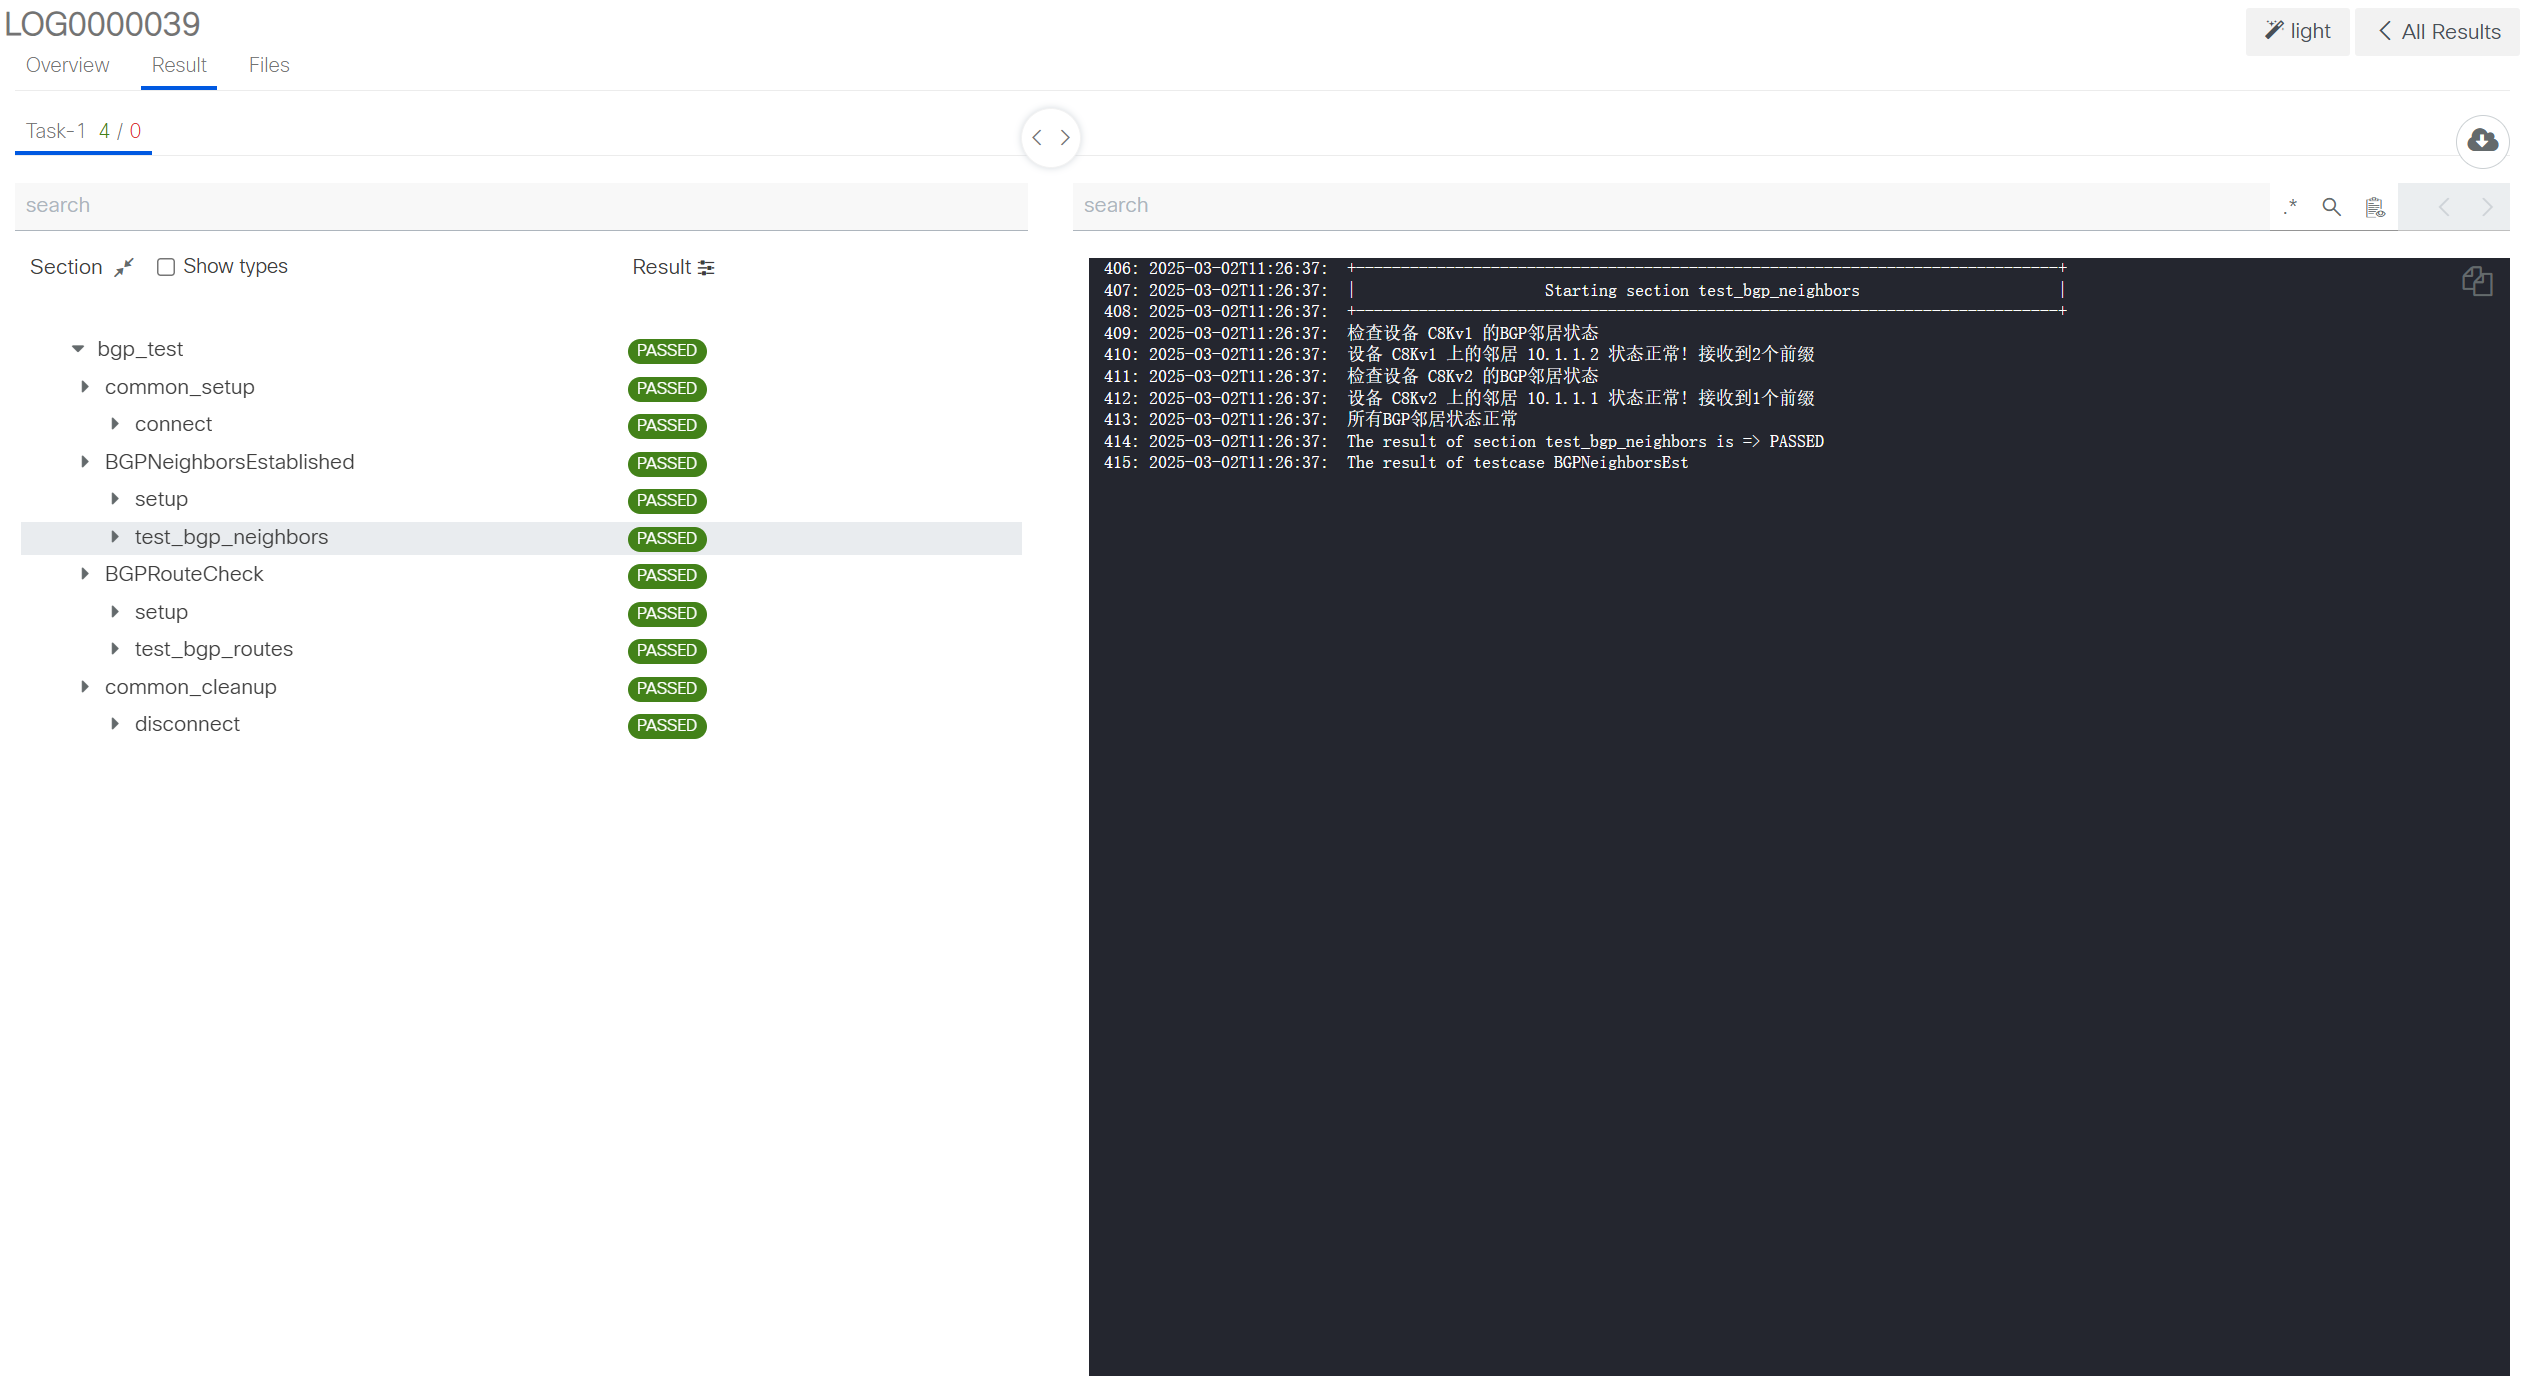 LOG0000039
light
All Results
Overview Result Files
Task-1 4 / 0
search
search
.*
Section Show types Result
bgp_test PASSED
common_setup PASSED
connect PASSED
BGPNeighborsEstablished PASSED
setup PASSED
test_bgp_neighbors PASSED
BGPRouteCheck PASSED
setup PASSED
test_bgp_routes PASSED
common_cleanup PASSED
disconnect PASSED
406: 2025-03-02T11:26:37: +------------------------------------------------------------------------------+
407: 2025-03-02T11:26:37: | Starting section test_bgp_neighbors |
408: 2025-03-02T11:26:37: +------------------------------------------------------------------------------+
409: 2025-03-02T11:26:37: 检查设备 C8Kv1 的BGP邻居状态
410: 2025-03-02T11:26:37: 设备 C8Kv1 上的邻居 10.1.1.2 状态正常! 接收到2个前缀
411: 2025-03-02T11:26:37: 检查设备 C8Kv2 的BGP邻居状态
412: 2025-03-02T11:26:37: 设备 C8Kv2 上的邻居 10.1.1.1 状态正常! 接收到1个前缀
413: 2025-03-02T11:26:37: 所有BGP邻居状态正常
414: 2025-03-02T11:26:37: The result of section test_bgp_neighbors is => PASSED
415: 2025-03-02T11:26:37: The result of testcase BGPNeighborsEst